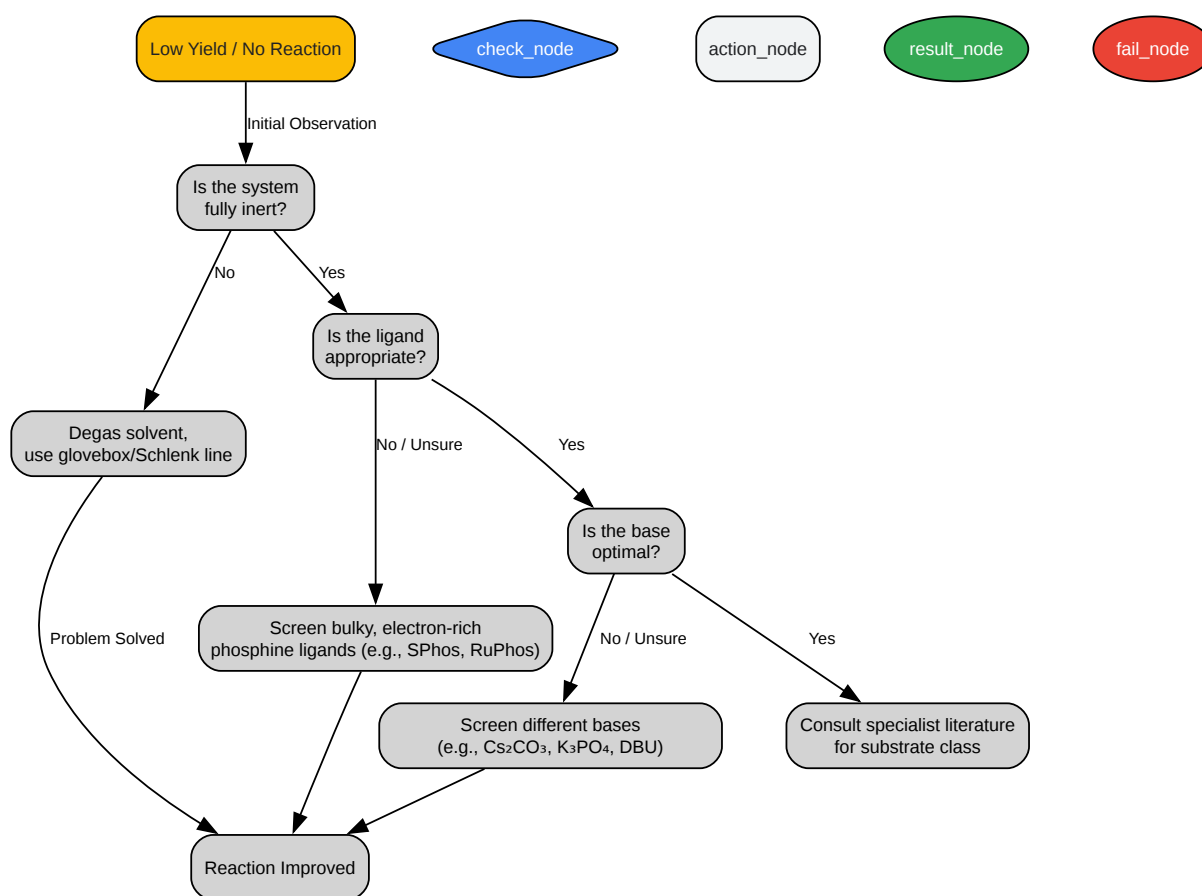 Low Yield / No Reaction
check_node
action_node
result_node
fail_node
Initial Observation
Is the system
fully inert?
No
Yes
Is the ligand
appropriate?
Degas solvent,
use glovebox/Schlenk line
No / Unsure
Yes
Is the base
optimal?
Problem Solved
Screen bulky, electron-rich
phosphine ligands (e.g., SPhos, RuPhos)
No / Unsure
Yes
Screen different bases
(e.g., Cs₂CO₃, K₃PO₄, DBU)
Consult specialist literature
for substrate class
Reaction Improved